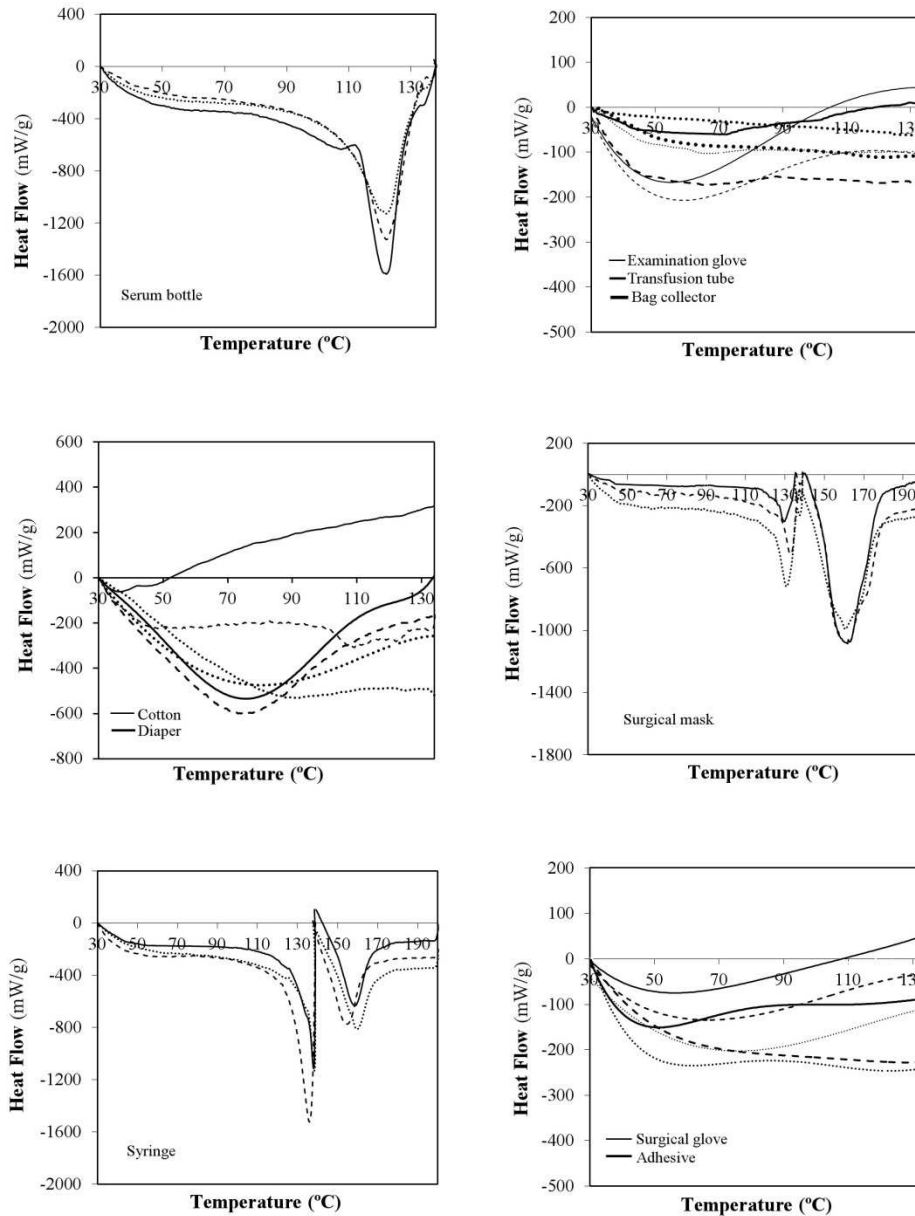 400
0
30 50 70 90 110 130
-400
-800
-1200
-1600
-2000
Heat Flow (mW/g)
Serum bottle
Temperature (ºC)
200
100
0
30 50 70 90 110 13
-100
-200
-300
-400
-500
Heat Flow (mW/g)
Examination glove
Transfusion tube
Bag collector
Temperature (ºC)
600
400
200
0
30 50 70 90 110 130
-200
-400
-600
-800
Heat Flow (mW/g)
Cotton
Diaper
Temperature (ºC)
200
30 50 70 90 110 130 150 170 190
-200
-600
-1000
-1400
-1800
Heat Flow (mW/g)
Surgical mask
Temperature (ºC)
400
0
30 50 70 90 110 130 150 170 190
-400
-800
-1200
-1600
-2000
Heat Flow (mW/g)
Syringe
Temperature (ºC)
200
100
0
30 50 70 90 110 13
-100
-200
-300
-400
-500
Heat Flow (mW/g)
Surgical glove
Adhesive
Temperature (ºC)